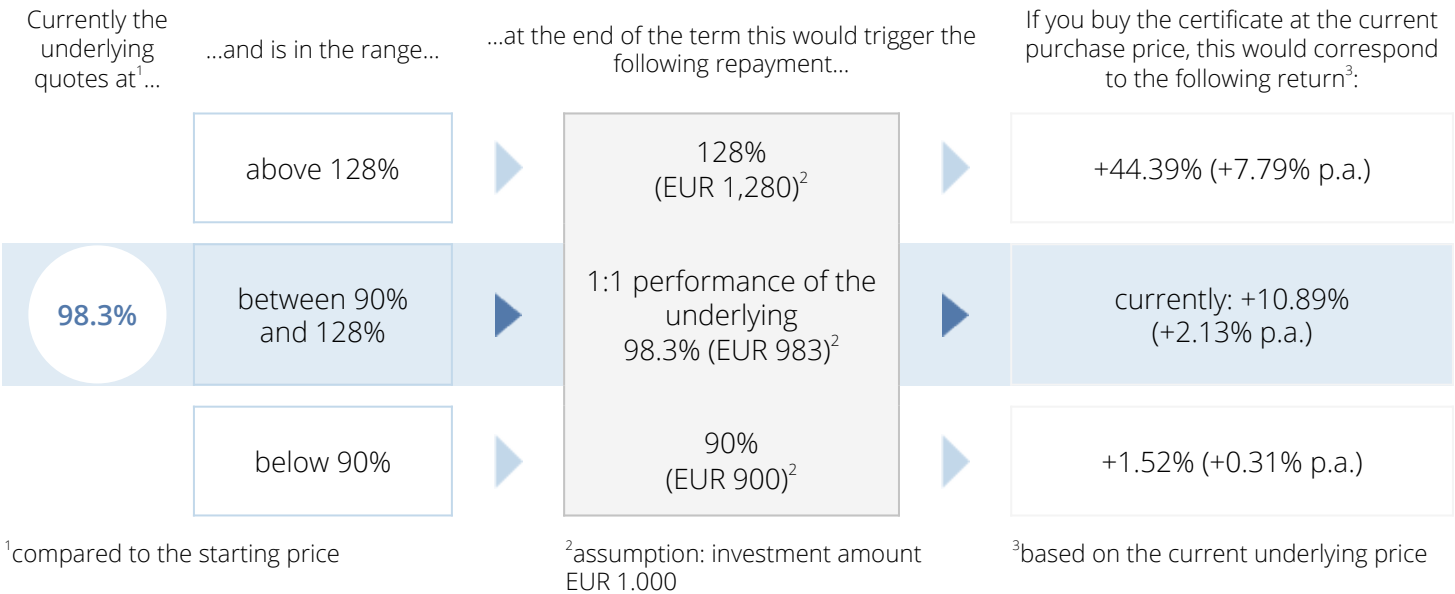 Currently the
underlying
quotes at¹...
...and is in the range...
...at the end of the term this would trigger the
following repayment...
If you buy the certificate at the current
purchase price, this would correspond
to the following return³:
above 128%
128%
(EUR 1,280)²
+44.39% (+7.79% p.a.)
98.3%
between 90%
and 128%
1:1 performance of the
underlying
98.3% (EUR 983)²
currently: +10.89%
(+2.13% p.a.)
below 90%
90%
(EUR 900)²
+1.52% (+0.31% p.a.)
¹compared to the starting price
²assumption: investment amount
EUR 1.000
³based on the current underlying price